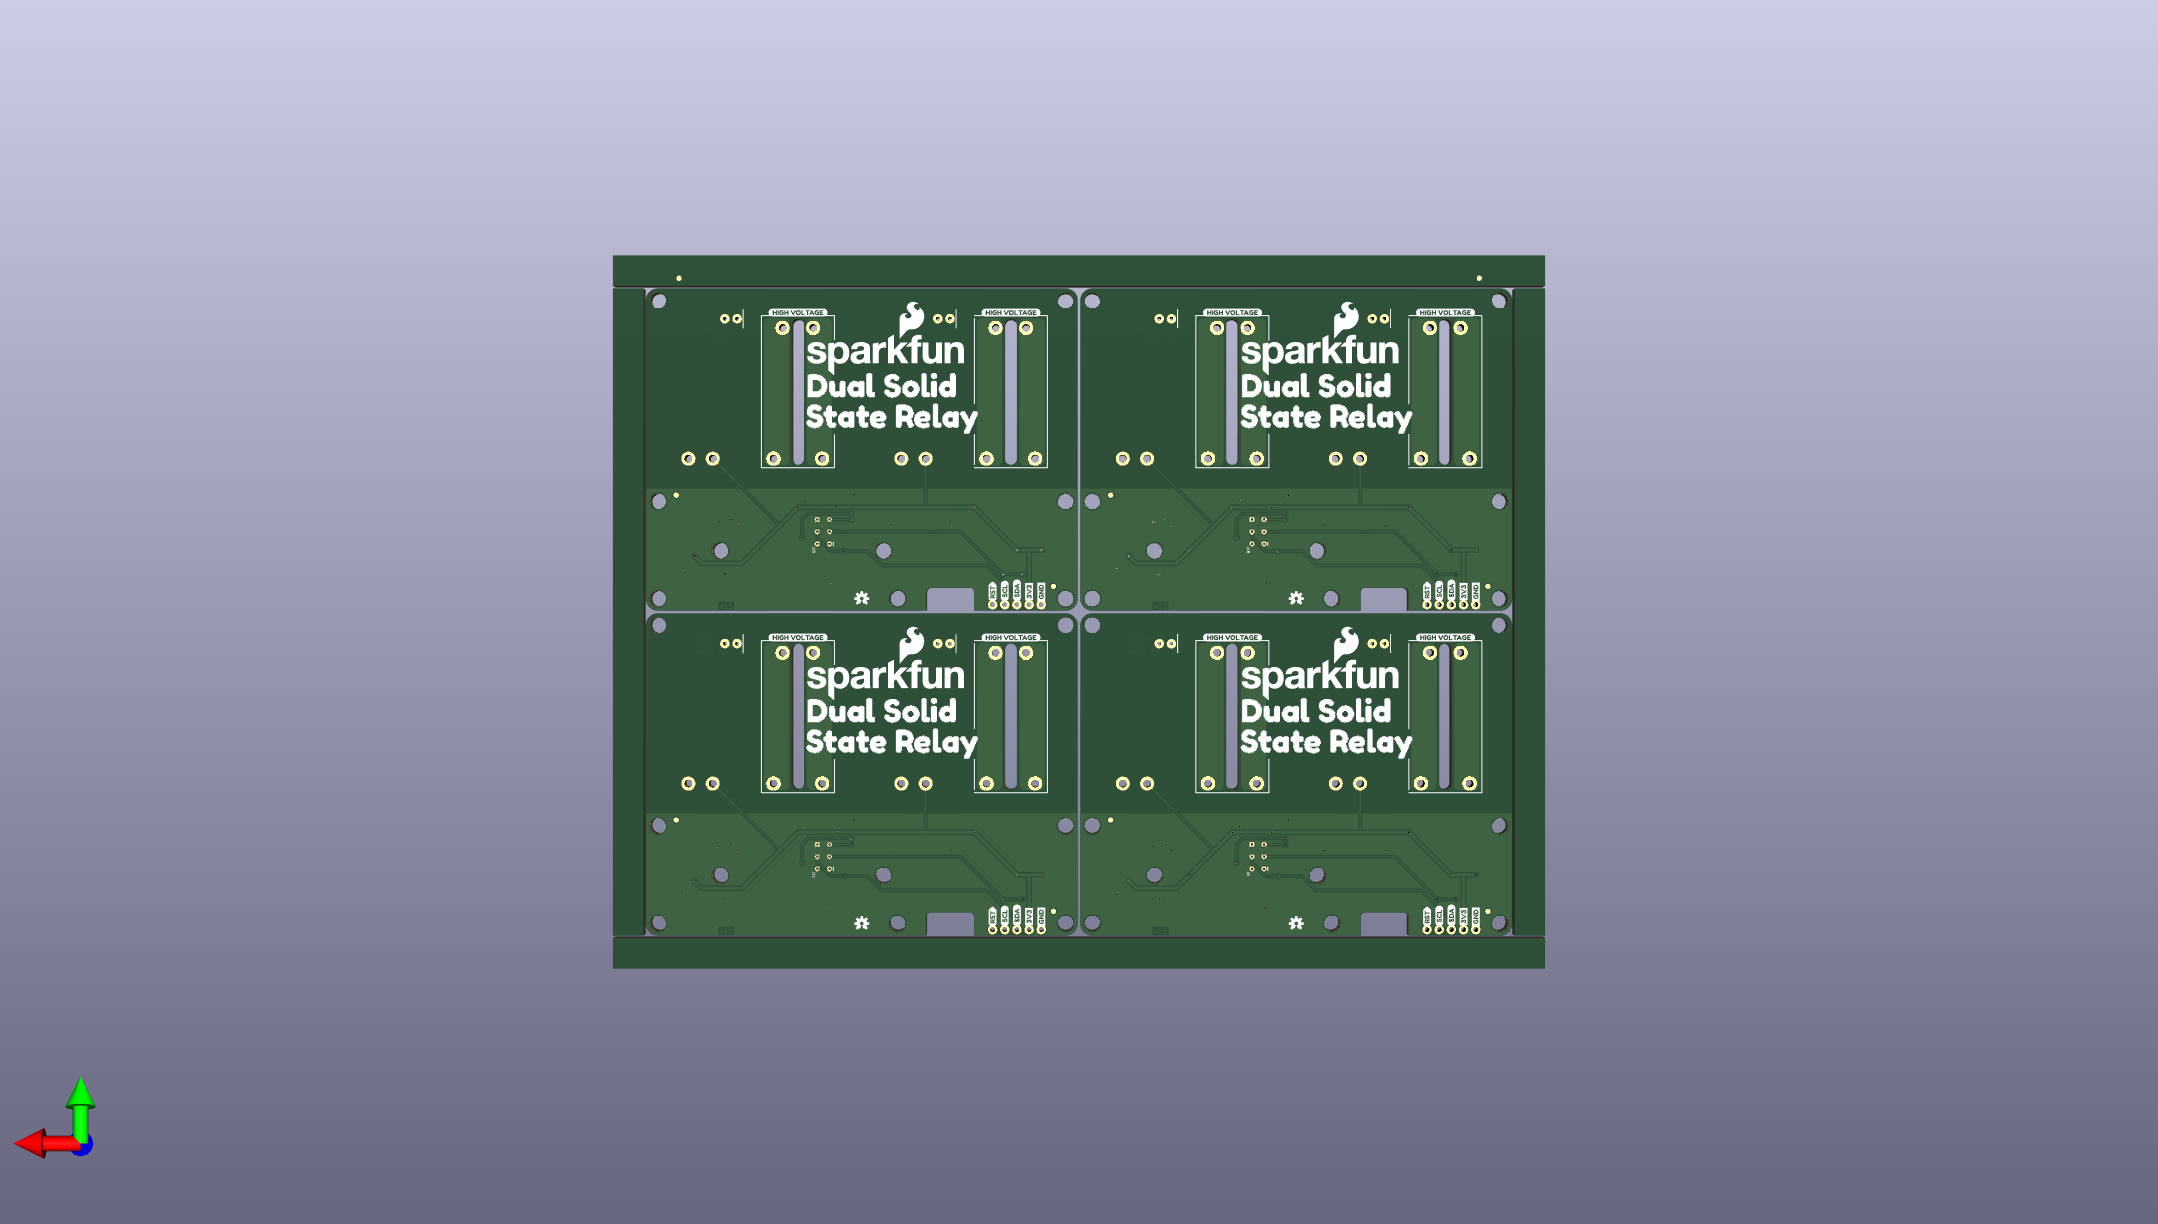 HIGH VOLTAGE
HIGH VOLTAGE
sparkfun
Dual Solid
State Relay
RST
SCL
SDA
3V3
GND
HIGH VOLTAGE
HIGH VOLTAGE
sparkfun
Dual Solid
State Relay
RST
SCL
SDA
3V3
GND
HIGH VOLTAGE
HIGH VOLTAGE
sparkfun
Dual Solid
State Relay
RST
SCL
SDA
3V3
GND
HIGH VOLTAGE
HIGH VOLTAGE
sparkfun
Dual Solid
State Relay
RST
SCL
SDA
3V3
GND